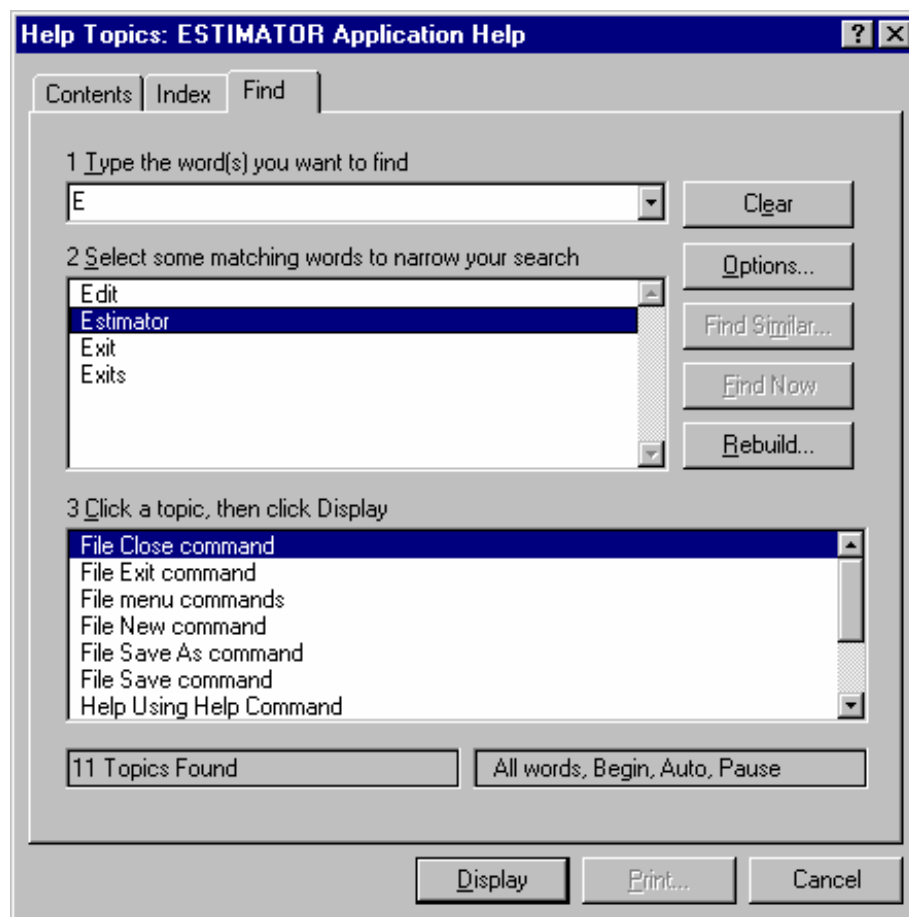 Help Topics: ESTIMATOR Application Help
Contents Index Find
1 Type the word(s) you want to find
E
Clear
2 Select some matching words to narrow your search
Options...
Edit
Estimator
Find Similar...
Exit
Exits
Find Now
Rebuild...
3 Click a topic, then click Display
File Close command
File Exit command
File menu commands
File New command
File Save As command
File Save command
Help Using Help Command
11 Topics Found
All words, Begin, Auto, Pause
Display Print... Cancel